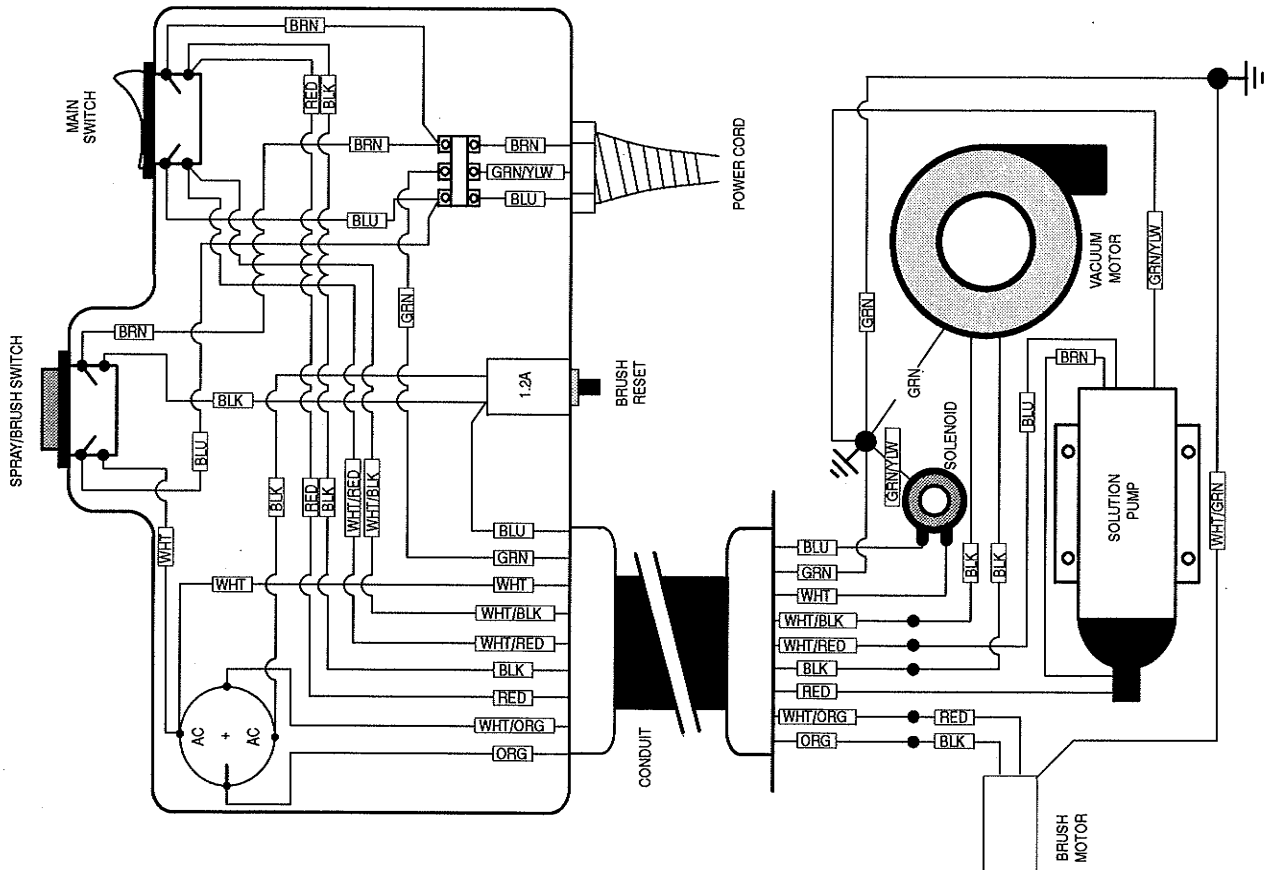 SPRAY/BRUSH SWITCH
MAIN
SWITCH
BRN
RED
BLK
BRN
BRN
GRN/YLW
BLU
BLU
POWER CORD
BRN
GRN
BLK
BLU
1.2A
BRUSH
RESET
BLK
RED
BLK
WHT/RED
WHT/BLK
WHT
BLU
GRN
WHT
WHT
WHT/BLK
WHT/RED
BLK
RED
WHT/ORG
ORG
AC
+
AC
CONDUIT
BLU
GRN
WHT
WHT/BLK
WHT/RED
BLK
RED
WHT/ORG
RED
ORG
BLK
BRUSH
MOTOR
GRN
GRN
GRN/YLW
SOLENOID
VACUUM
MOTOR
GRN/YLW
BLU
BRN
BLK
BLK
SOLUTION
PUMP
WHT/GRN